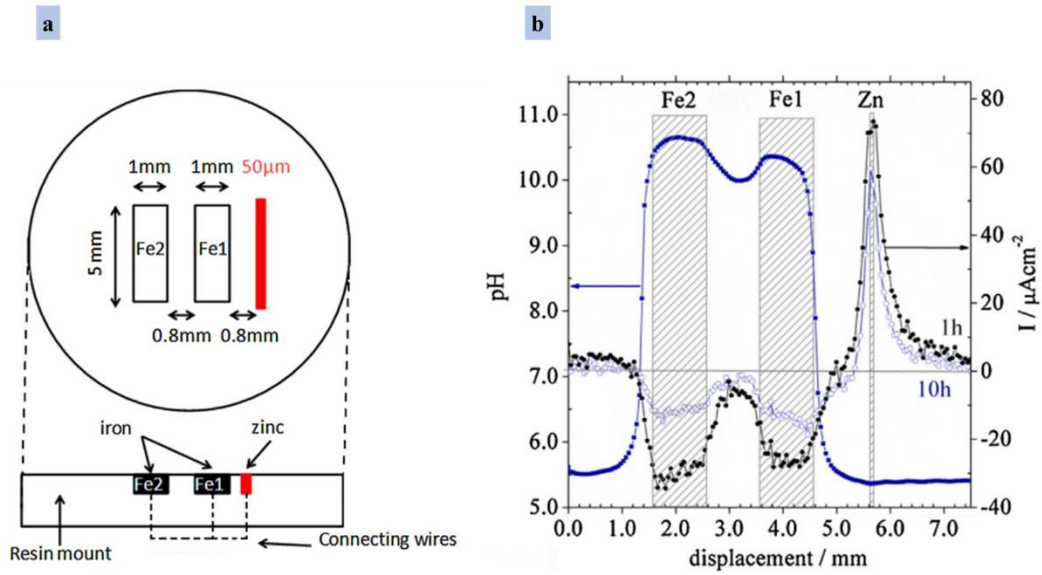 a
1mm
1mm
50µm
5 mm
Fe2
Fe1
0.8mm
0.8mm
iron
zinc
Fe2
Fe1
Resin mount
Connecting wires
b
Fe2
Fe1
Zn
11.0
10.0
9.0
8.0
7.0
6.0
5.0
pH
80
60
40
20
0
-20
-40
I / µAcm-2
1h
10h
0.0
1.0
2.0
3.0
4.0
5.0
6.0
7.0
displacement / mm